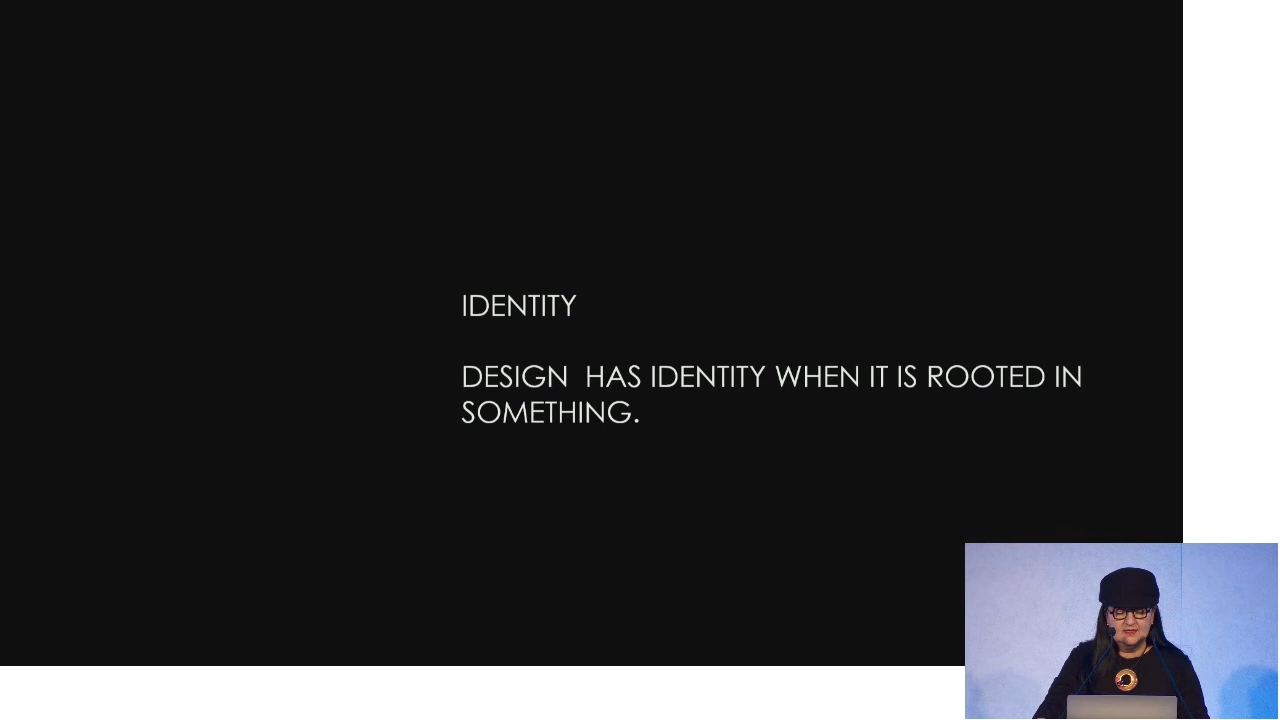 IDENTITY
DESIGN  HAS IDENTITY WHEN IT IS ROOTED IN
SOMETHING.